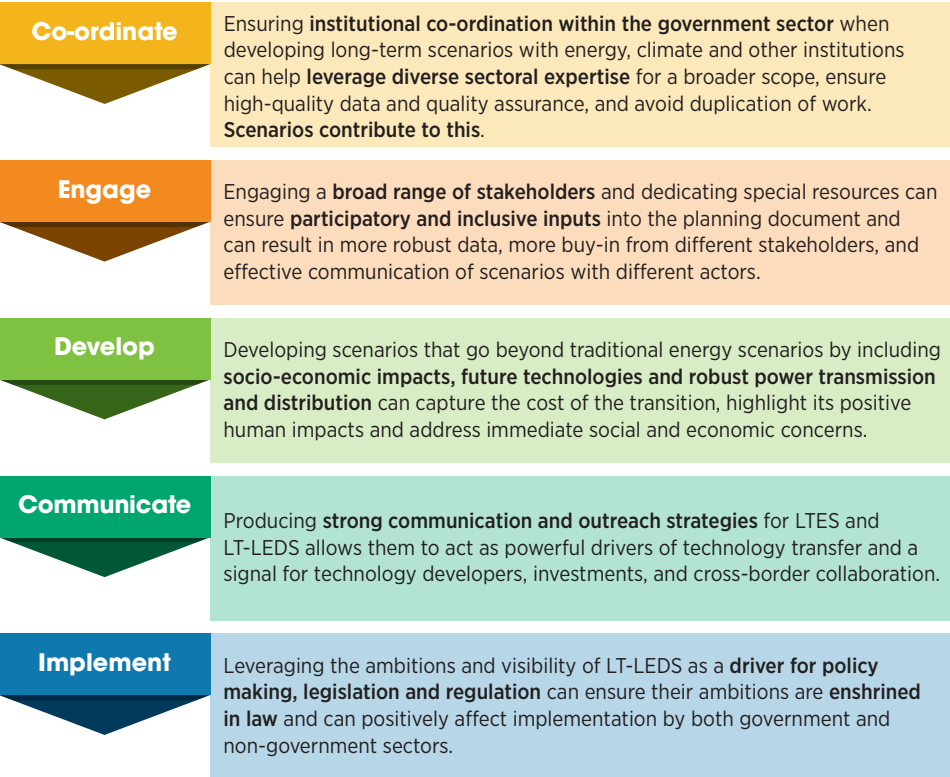 Co-ordinate
Ensuring institutional co-ordination within the government sector when
developing long-term scenarios with energy, climate and other institutions
can help leverage diverse sectoral expertise for a broader scope, ensure
high-quality data and quality assurance, and avoid duplication of work.
Scenarios contribute to this.
Engage
Engaging a broad range of stakeholders and dedicating special resources can
ensure participatory and inclusive inputs into the planning document and
can result in more robust data, more buy-in from different stakeholders, and
effective communication of scenarios with different actors.
Develop
Developing scenarios that go beyond traditional energy scenarios by including
socio-economic impacts, future technologies and robust power transmission
and distribution can capture the cost of the transition, highlight its positive
human impacts and address immediate social and economic concerns.
Communicate
Producing strong communication and outreach strategies for LTES and
LT-LEDS allows them to act as powerful drivers of technology transfer and a
signal for technology developers, investments, and cross-border collaboration.
Implement
Leveraging the ambitions and visibility of LT-LEDS as a driver for policy
making, legislation and regulation can ensure their ambitions are enshrined
in law and can positively affect implementation by both government and
non-government sectors.